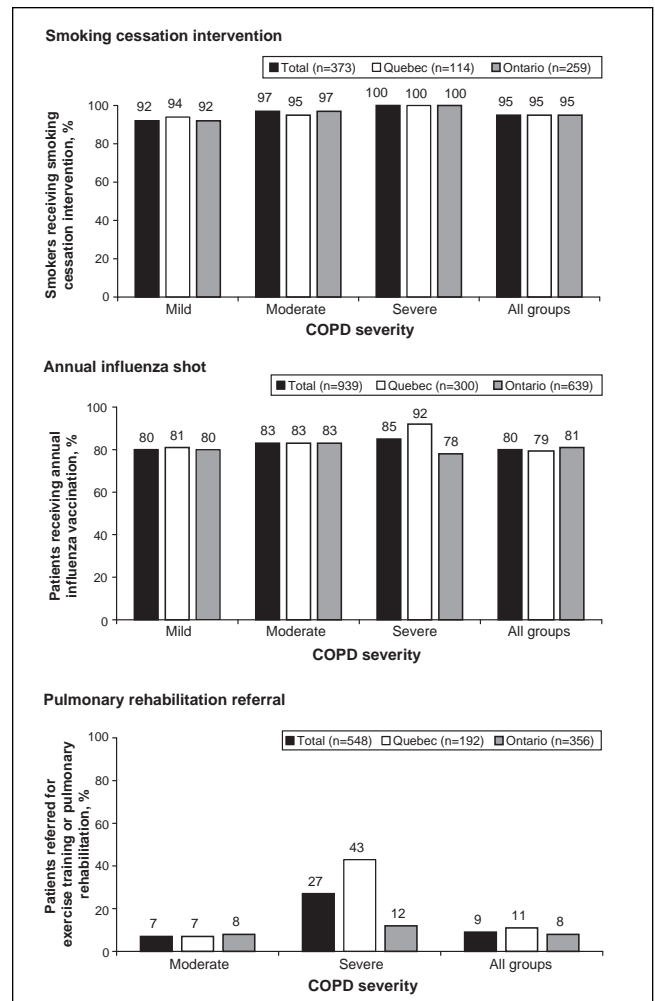 Smoking cessation intervention
Total (n=373) Quebec (n=114) Ontario (n=259)
Smokers receiving smoking
cessation intervention, %
100
80
60
40
20
0
92 94 92
97 95 97
100 100 100
95 95 95
Mild Moderate Severe All groups
COPD severity
Annual influenza shot
Total (n=939) Quebec (n=300) Ontario (n=639)
Patients receiving annual
influenza vaccination, %
100
80
60
40
20
0
80 81 80
83 83 83
85 92 78
80 79 81
Mild Moderate Severe All groups
COPD severity
Pulmonary rehabilitation referral
Total (n=548) Quebec (n=192) Ontario (n=356)
Patients referred for
exercise training or pulmonary
rehabilitation, %
100
80
60
40
20
0
7 7 8
27 43 12
9 11 8
Moderate Severe All groups
COPD severity